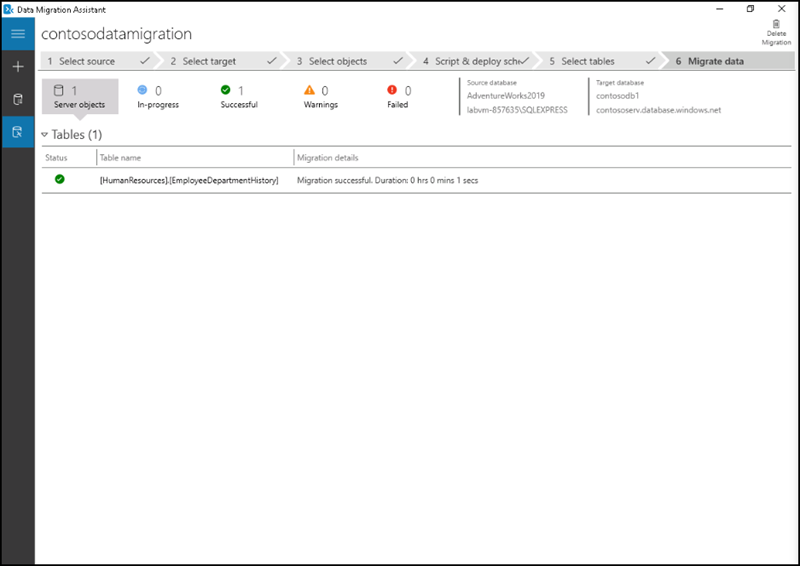 Data Migration Assistant
contosodatamigration
Delete
Migration
1 Select source
2 Select target
3 Select objects
4 Script & deploy sche
5 Select tables
6 Migrate data
1
Server objects
0
In-progress
1
Successful
0
Warnings
0
Failed
Source database
AdventureWorks2019
labvm-857635\SQLEXPRESS
Target database
contosodb1
contososerv.database.windows.net
Tables (1)
Status Table name Migration details
[HumanResources].[EmployeeDepartmentHistory] Migration successful. Duration: 0 hrs 0 mins 1 secs